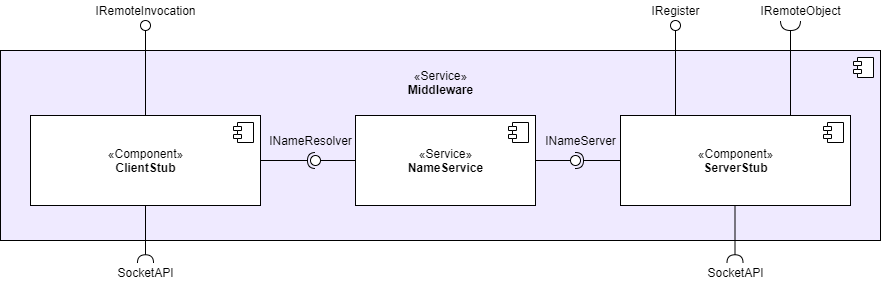 IRemoteInvocation
IRegister
IRemoteObject
«Service»
Middleware
«Component»
ClientStub
INameResolver
«Service»
NameService
INameServer
«Component»
ServerStub
SocketAPI
SocketAPI